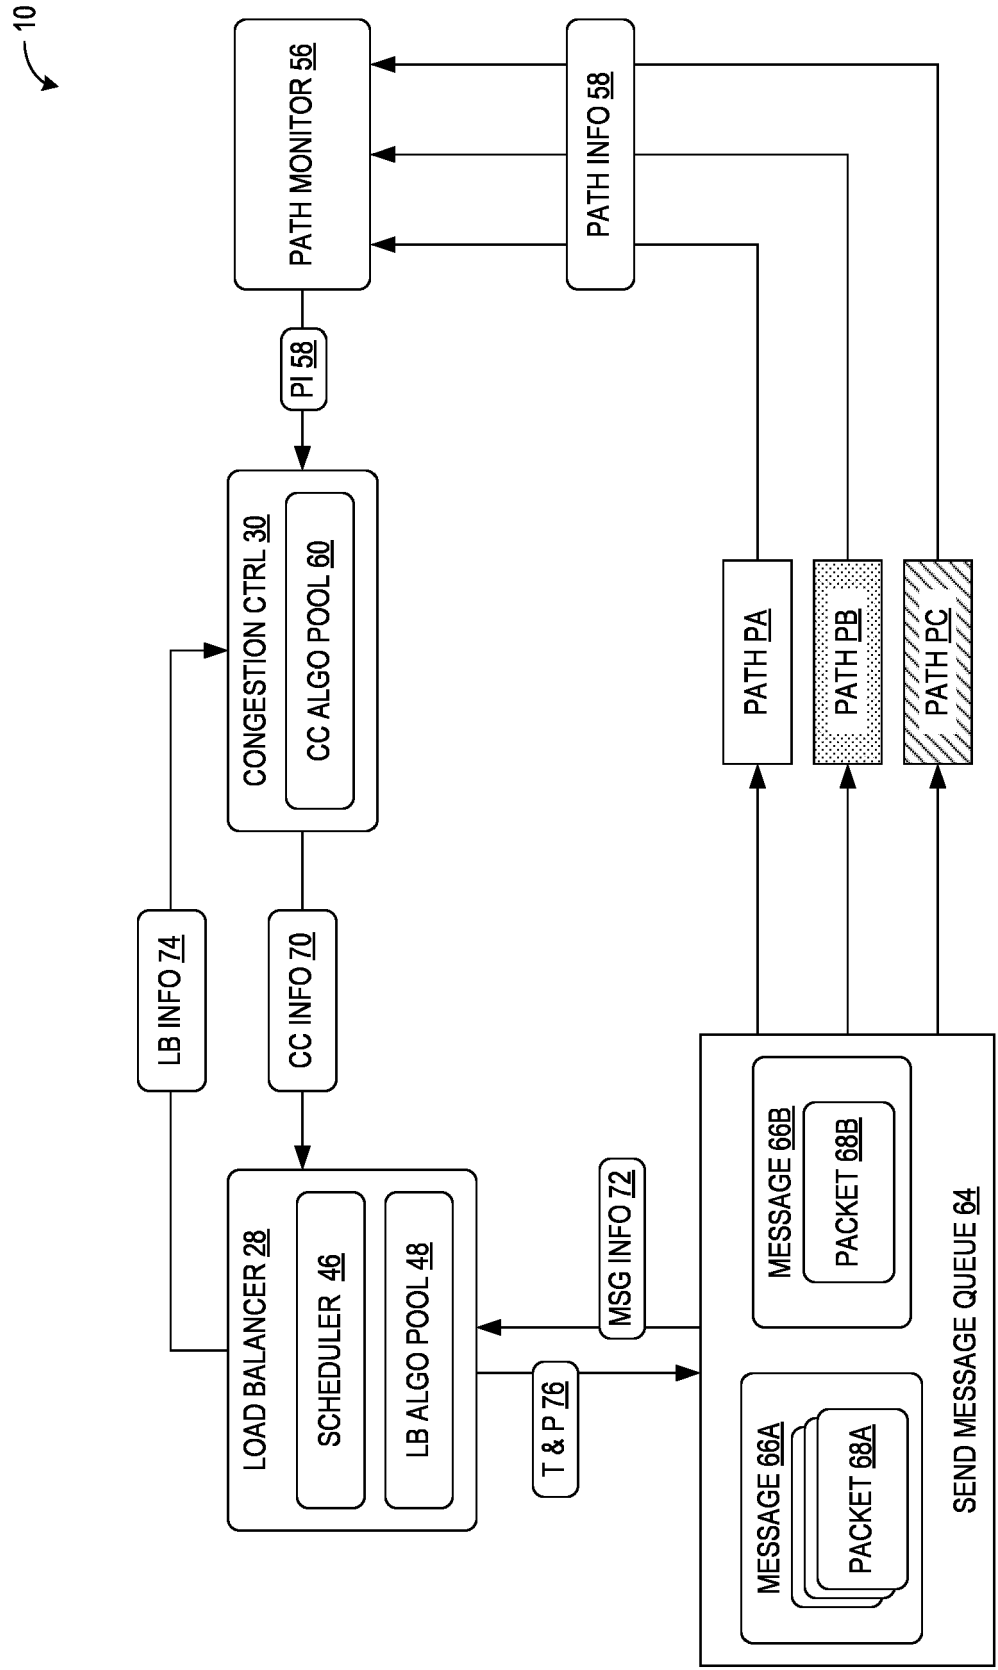 10
LOAD BALANCER 28
SCHEDULER 46
LB ALGO POOL 48
LB INFO 74
CC INFO 70
CONGESTION CTRL 30
CC ALGO POOL 60
PI 58
PATH MONITOR 56
T & P 76
MSG INFO 72
PATH INFO 58
MESSAGE 66A
PACKET 68A
MESSAGE 66B
PACKET 68B
SEND MESSAGE QUEUE 64
PATH PA
PATH PB
PATH PC